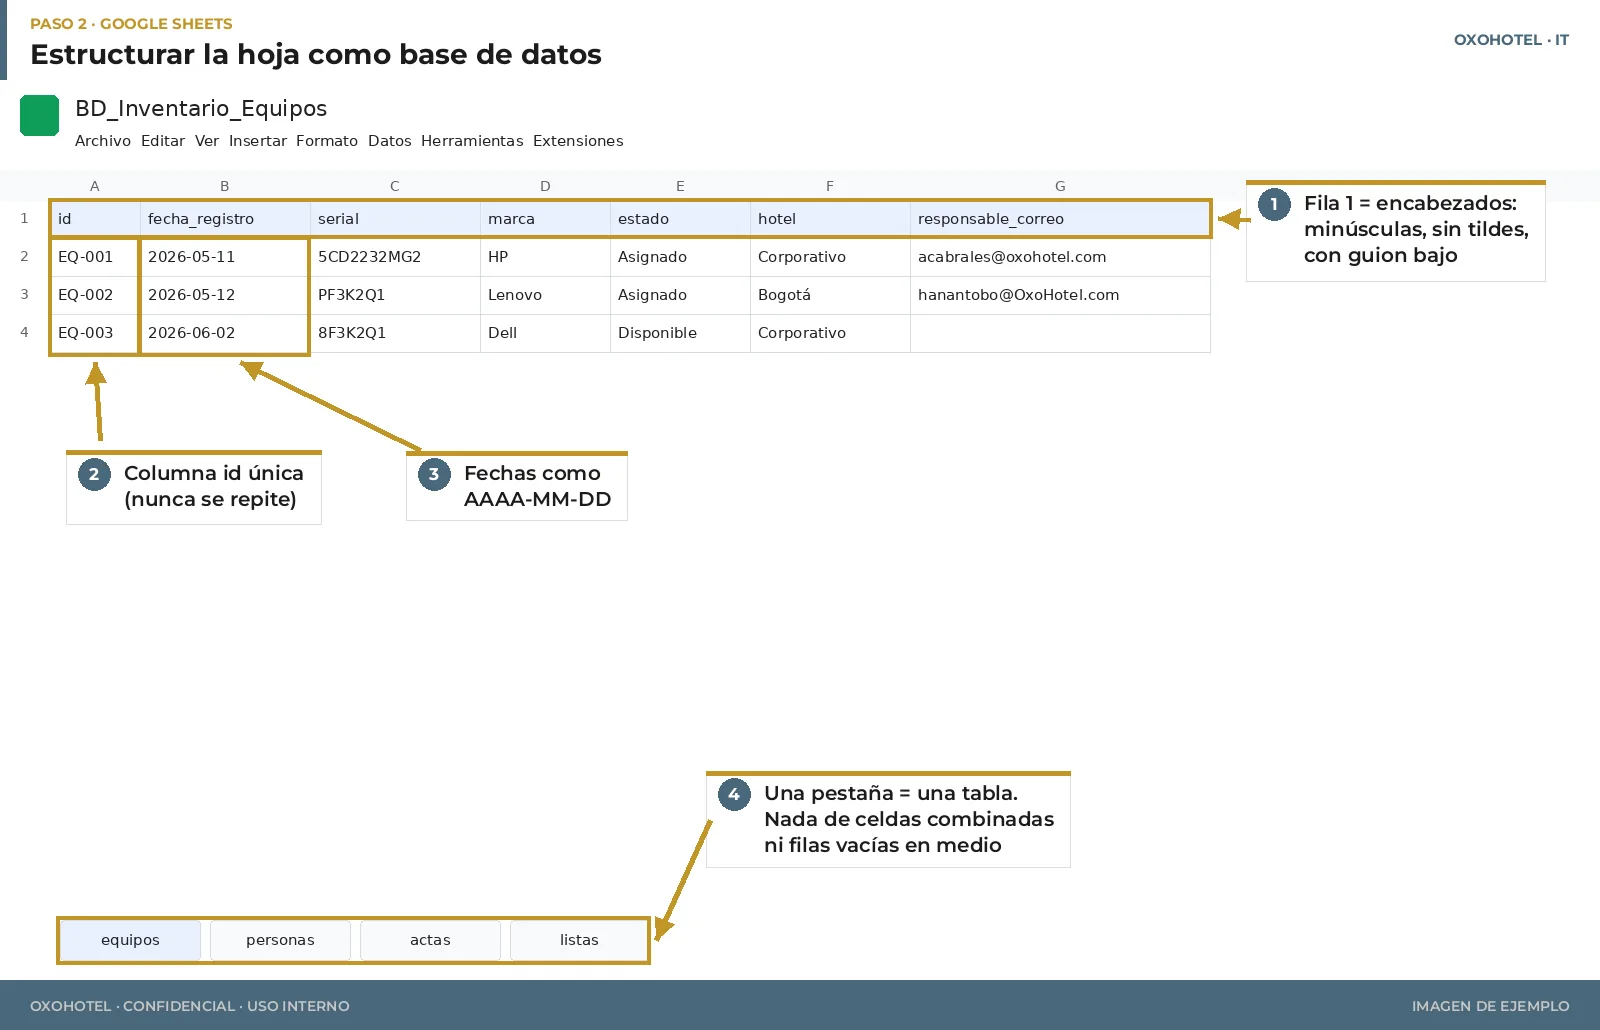 PASO 2 · GOOGLE SHEETS
Estructurar la hoja como base de datos
OXOHOTEL · IT
BD_Inventario_Equipos
Archivo Editar Ver Insertar Formato Datos Herramientas Extensiones
A B C D E F G
1 id fecha_registro serial marca estado hotel responsable_correo
2 EQ-001 2026-05-11 5CD2232MG2 HP Asignado Corporativo acabrales@oxohotel.com
3 EQ-002 2026-05-12 PF3K2Q1 Lenovo Asignado Bogotá hanantobo@OxoHotel.com
4 EQ-003 2026-06-02 8F3K2Q1 Dell Disponible Corporativo
1 Fila 1 = encabezados:
minúsculas, sin tildes,
con guion bajo
2 Columna id única
(nunca se repite)
3 Fechas como
AAAA-MM-DD
4 Una pestaña = una tabla.
Nada de celdas combinadas
ni filas vacías en medio
equipos personas actas listas
OXOHOTEL · CONFIDENCIAL · USO INTERNO
IMAGEN DE EJEMPLO